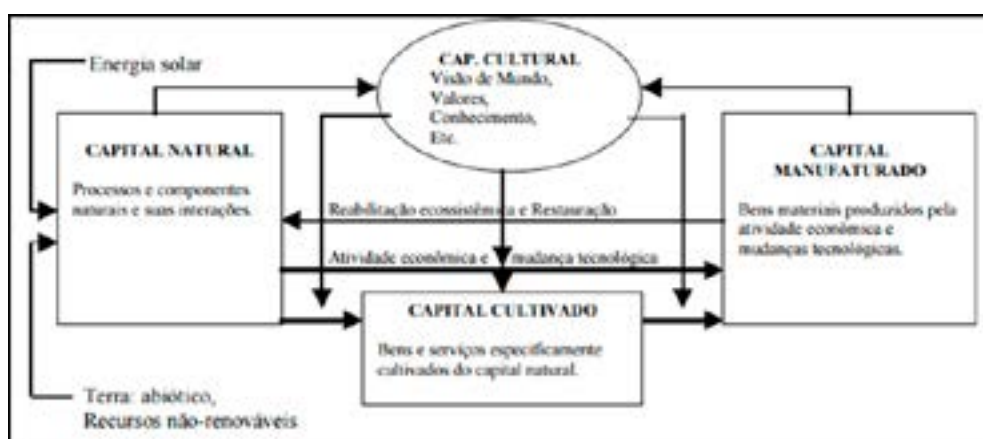 Energia solar
CAP. CULTURAL
Visão de Mundo,
Valores,
Conhecimento,
Etc.
CAPITAL NATURAL
Processos e componentes
naturais e suas interações.
CAPITAL
MANUFATURADO
Bens materiais produzidos pela
atividade econômica e
mudanças tecnológicas.
Reabilitação ecossistêmica e Restauração
Atividade econômica e mudança tecnológica
CAPITAL CULTIVADO
Bens e serviços especificamente
cultivados do capital natural.
Terra: abiótico,
Recursos não-renováveis